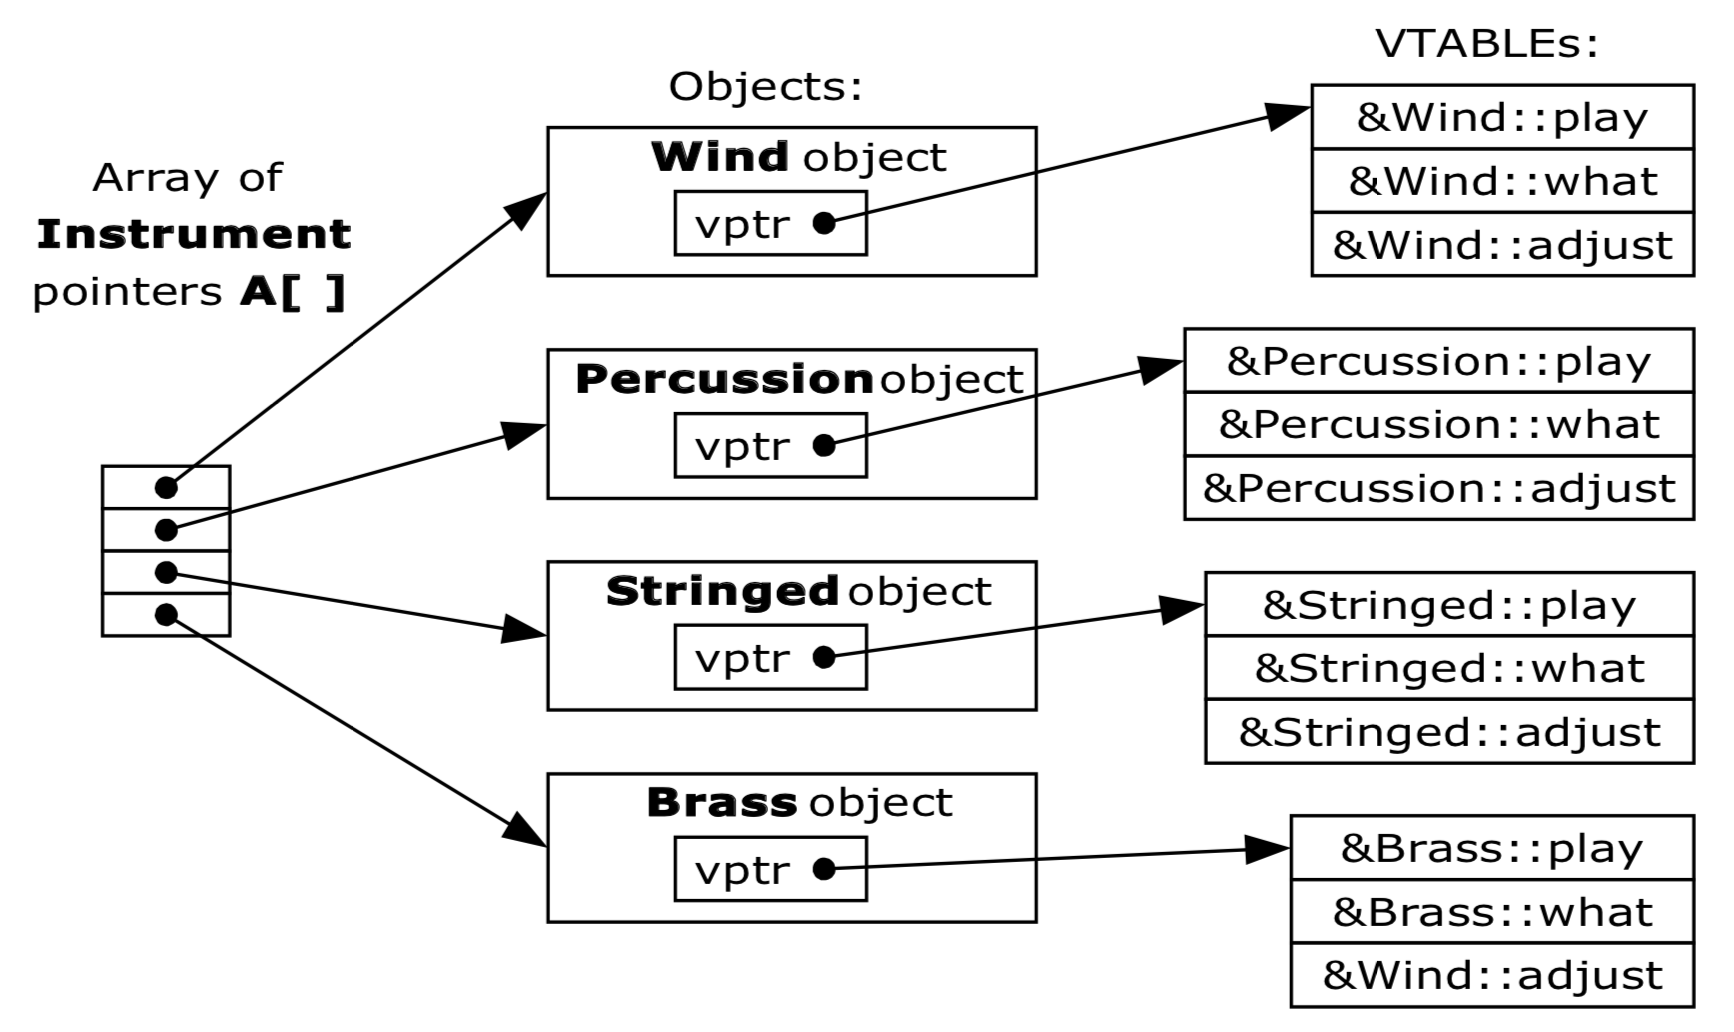 Array of
Instrument
pointers A[ ]
Objects:
Wind object
vptr
Percussion object
vptr
Stringed object
vptr
Brass object
vptr
VTABLEs:
&Wind::play
&Wind::what
&Wind::adjust
&Percussion::play
&Percussion::what
&Percussion::adjust
&Stringed::play
&Stringed::what
&Stringed::adjust
&Brass::play
&Brass::what
&Wind::adjust